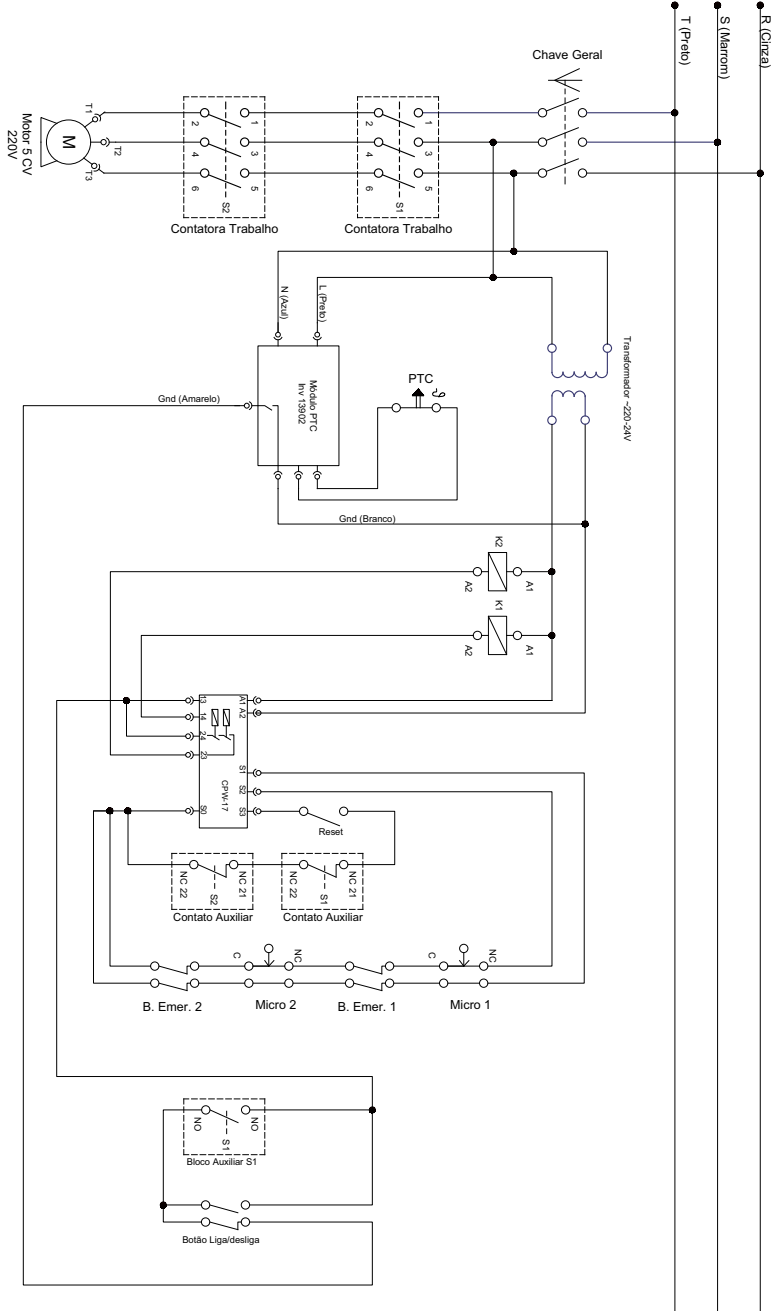 T (Preto)
S (Marrom)
R (Cinza)
Chave Geral
T1
T2
T3
M
Motor 5 CV
220V
2
1
4
3
6
5
S2
Contatora Trabalho
2
1
4
3
6
5
S1
Contatora Trabalho
N (Azul)
L (Preto)
Transformador ~220-24V
Módulo PTC
Inv 13902
PTC
Gnd (Amarelo)
Gnd (Branco)
K2
A2
A1
K1
A2
A1
13
14
24
23
S0
A1
A2
S1
S2
S3
CPW-17
Reset
NC 22
NC 21
S2
Contato Auxiliar
NC 22
NC 21
S1
Contato Auxiliar
C
NC
C
NC
B. Emer. 2
Micro 2
B. Emer. 1
Micro 1
NO
NO
S1
Bloco Auxiliar S1
Botão Liga/desliga